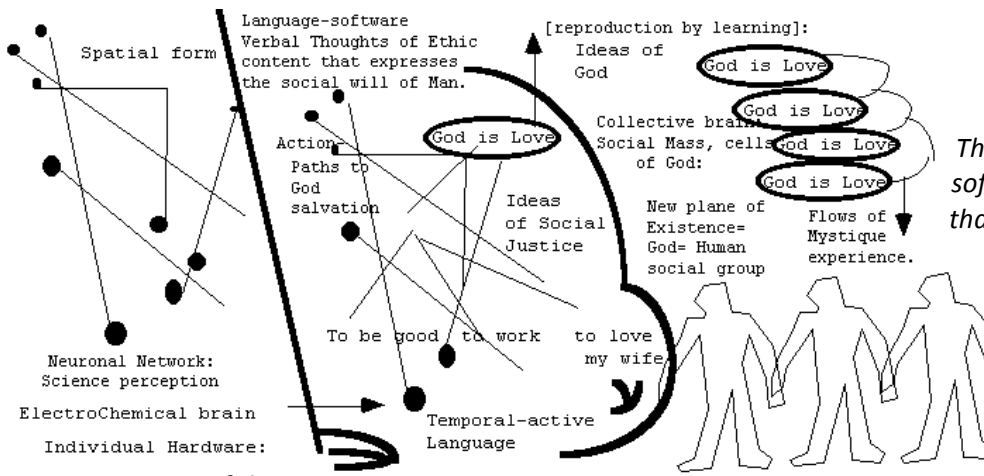 Spatial form
Neuronal Network:
Science perception
ElectroChemical brain
Individual Hardware:
Language-software
Verbal Thoughts of Ethic
content that expresses
the social will of Man.
Action-
Paths to
God
salvation
God is Love
Ideas
of Social
Justice
To be good to work to love
my wife
Temporal-active
Language
[reproduction by learning]:
Ideas of
God
God is Love
God is Love
God is Love
God is Love
Collective brain
Social Mass, cells
of God:
New plane of
Existence=
God= Human
social group
Flows of
Mystique
experience.